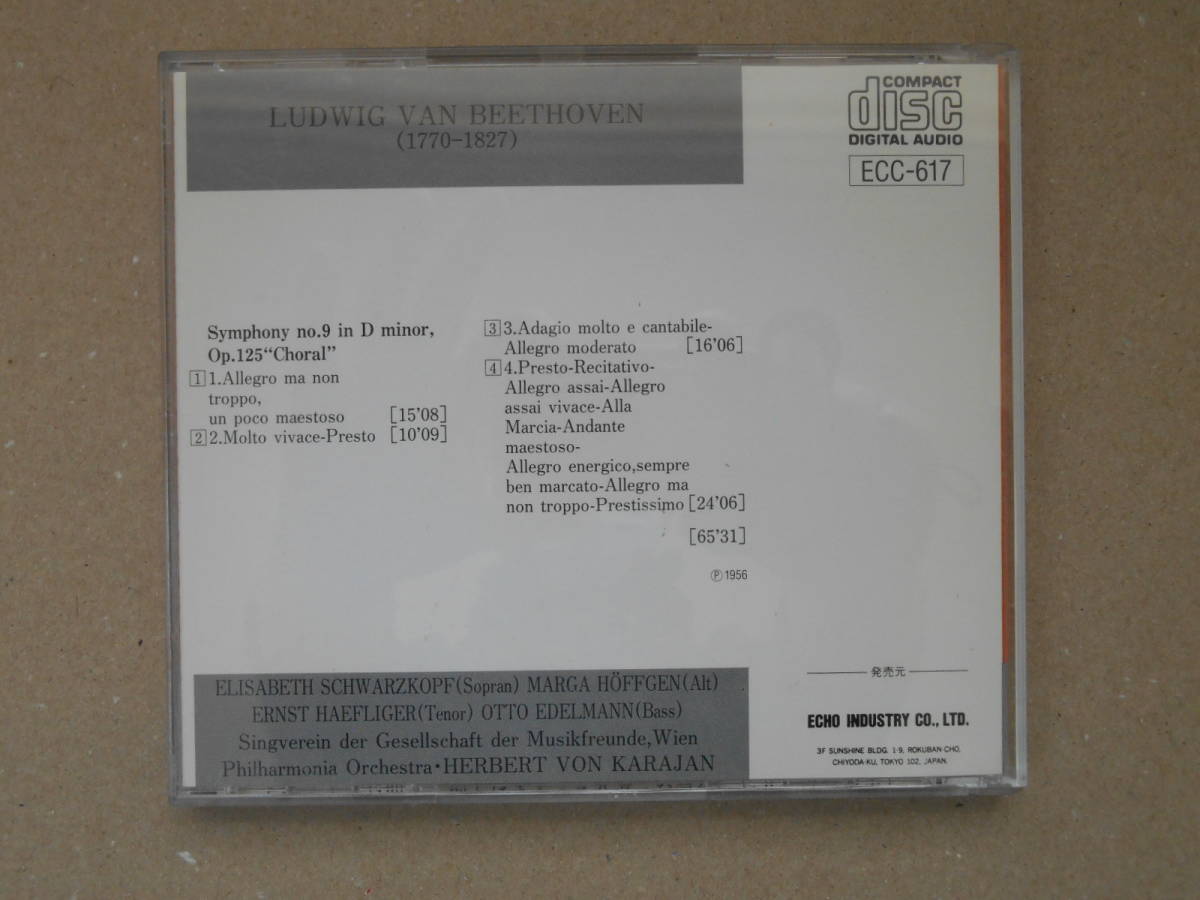 LUDWIG VAN BEETHOVEN
(1770-1827)
COMPACT
disc
DIGITAL AUDIO
ECC-617
Symphony no.9 in D minor,
Op.125“Choral”
1 1.Allegro ma non
troppo,
un poco maestoso [15'08]
2 2.Molto vivace-Presto [10'09]
3 3.Adagio molto e cantabile-
Allegro moderato [16'06]
4 4.Presto-Recitativo-
Allegro assai-Allegro
assai vivace-Alla
Marcia-Andante
maestoso-
Allegro energico,sempre
ben marcato-Allegro ma
non troppo-Prestissimo [24'06]
[65'31]
Ⓟ1956
ELISABETH SCHWARZKOPF(Sopran) MARGA HÖFFGEN(Alt)
ERNST HAEFLIGER(Tenor) OTTO EDELMANN(Bass)
Singverein der Gesellschaft der Musikfreunde,Wien
Philharmonia Orchestra・HERBERT VON KARAJAN
発売元
ECHO INDUSTRY CO., LTD.
3F SUNSHINE BLDG. 1-9, ROKUBAN CHO,
CHIYODA-KU, TOKYO 102, JAPAN.